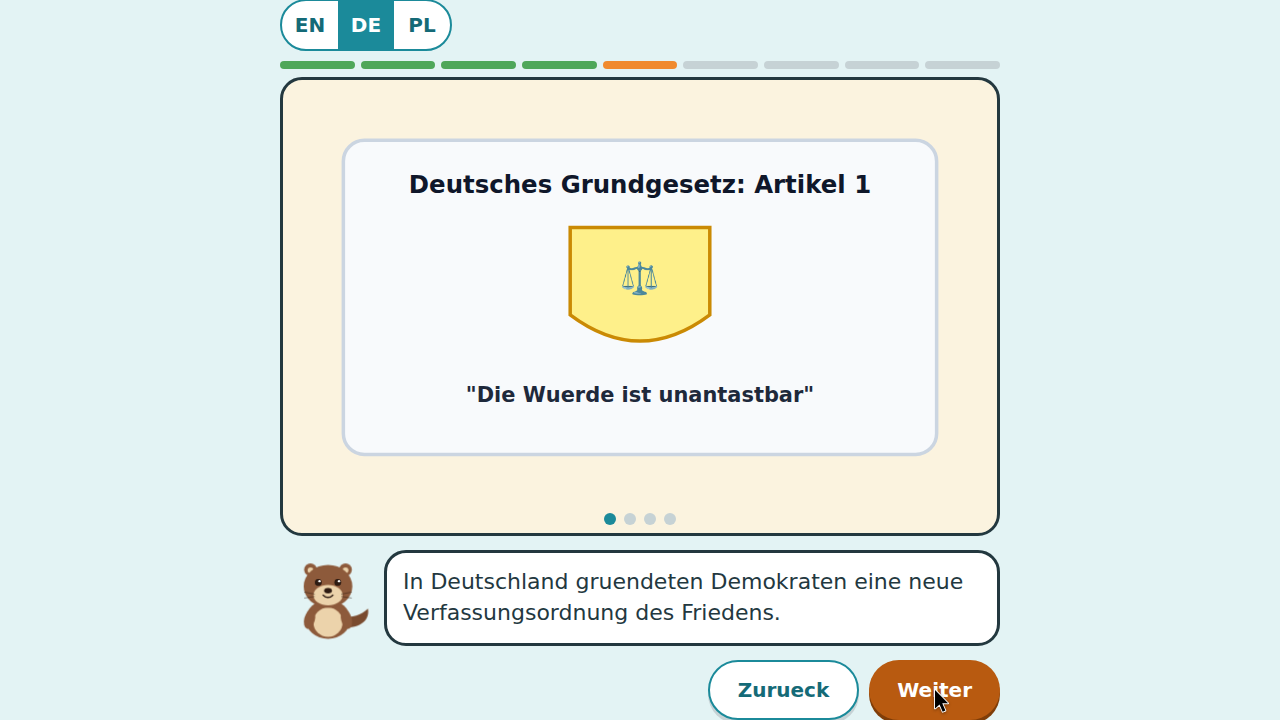 EN DE PL
Deutsches Grundgesetz: Artikel 1
"Die Wuerde ist unantastbar"
In Deutschland gruendeten Demokraten eine neue
Verfassungsordnung des Friedens.
Zurueck Weiter